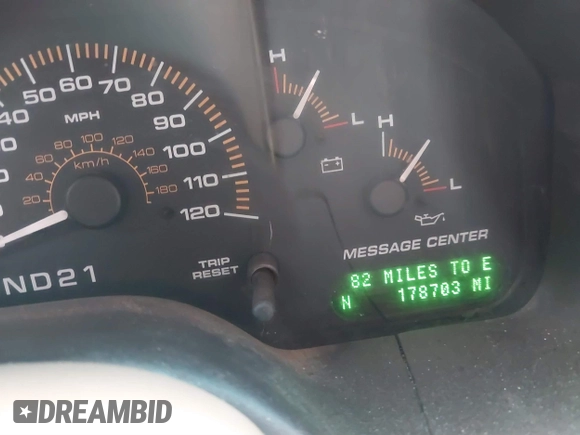 50 60 70 80 90 100 110 120
MPH
20 40 60 80 100 120 140 160 180
km/h
H
L
H
L
TRIP
RESET
ND21
MESSAGE CENTER
82 MILES TO E
N 178703 MI
DREAMBID